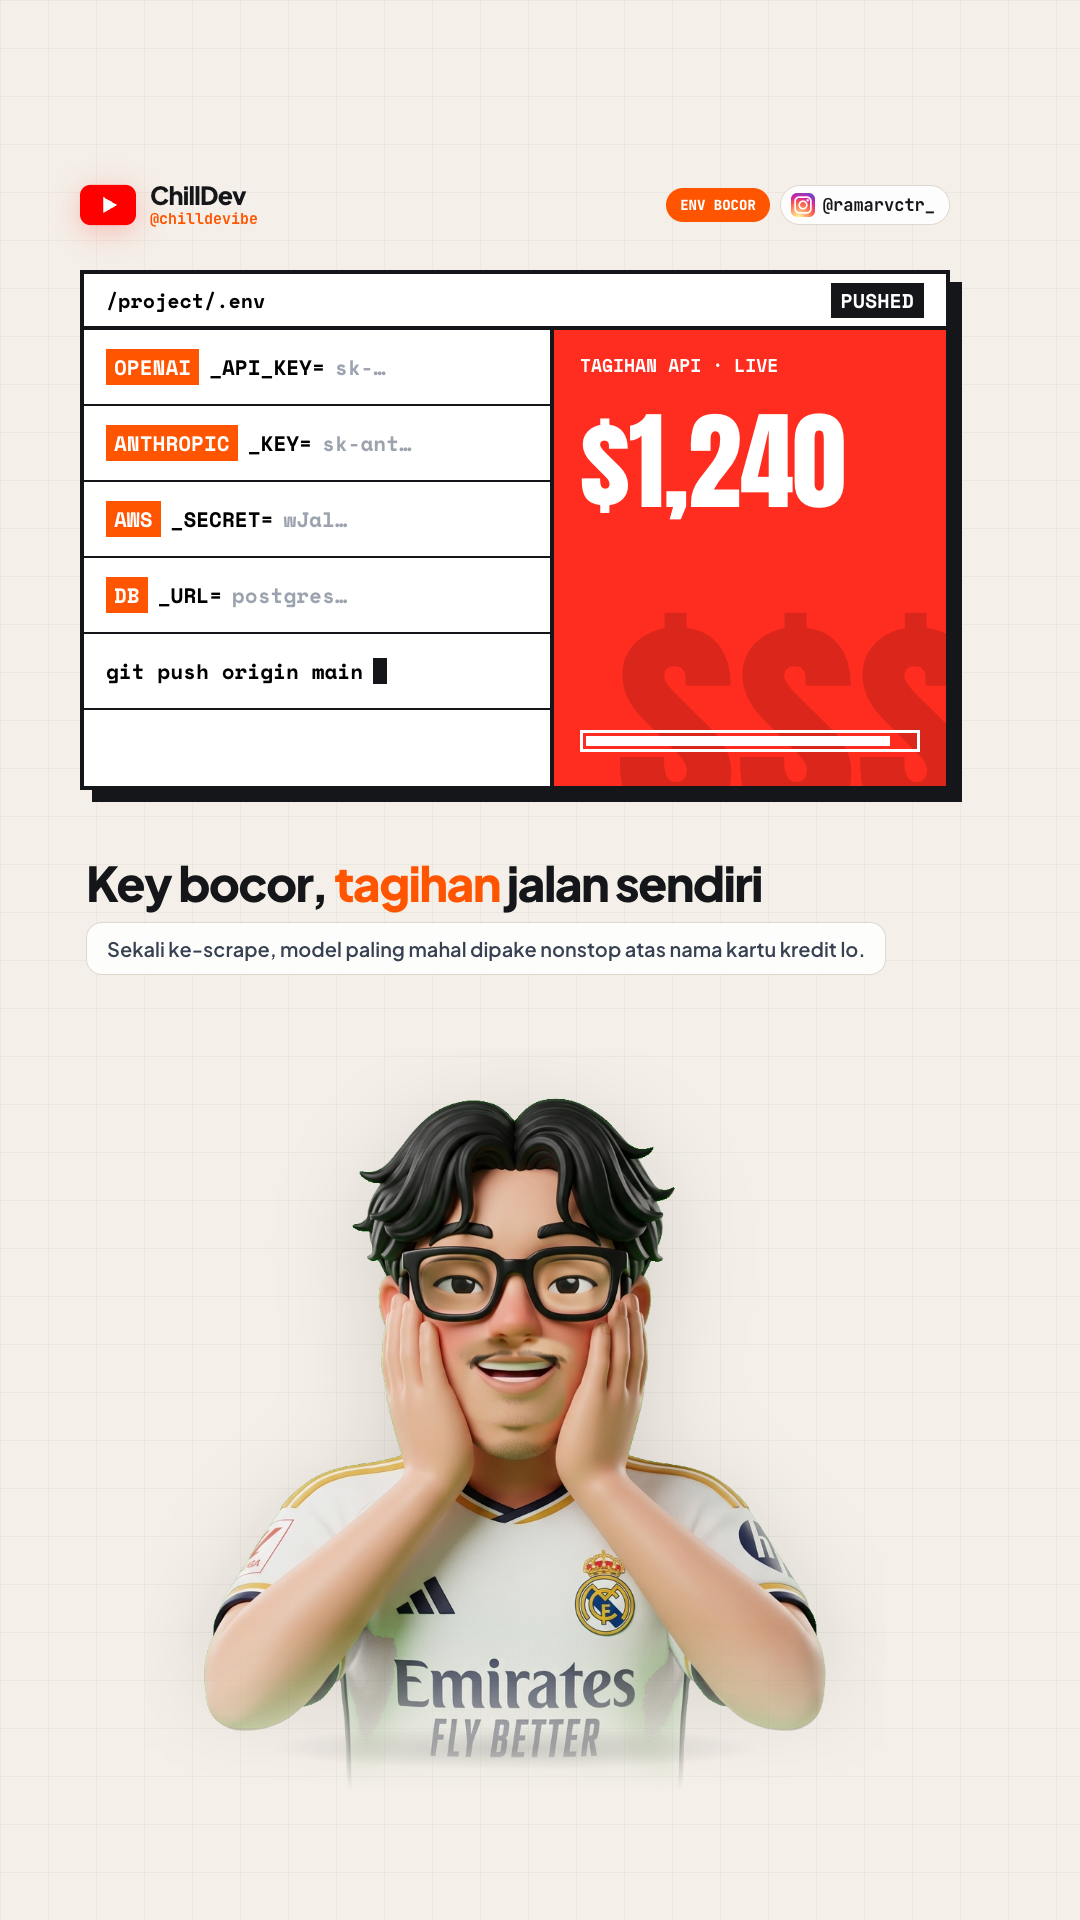 ChillDev
@chilldevibe
ENV BOCOR
@ramarvctr_
/project/.env
PUSHED
OPENAI _API_KEY= sk-…
ANTHROPIC _KEY= sk-ant…
AWS _SECRET= wJal…
DB _URL= postgres…
git push origin main
TAGIHAN API · LIVE
$1,240
$$$
Key bocor, tagihan jalan sendiri
Sekali ke-scrape, model paling mahal dipake nonstop atas nama kartu kredit lo.
Emirates
FLY BETTER